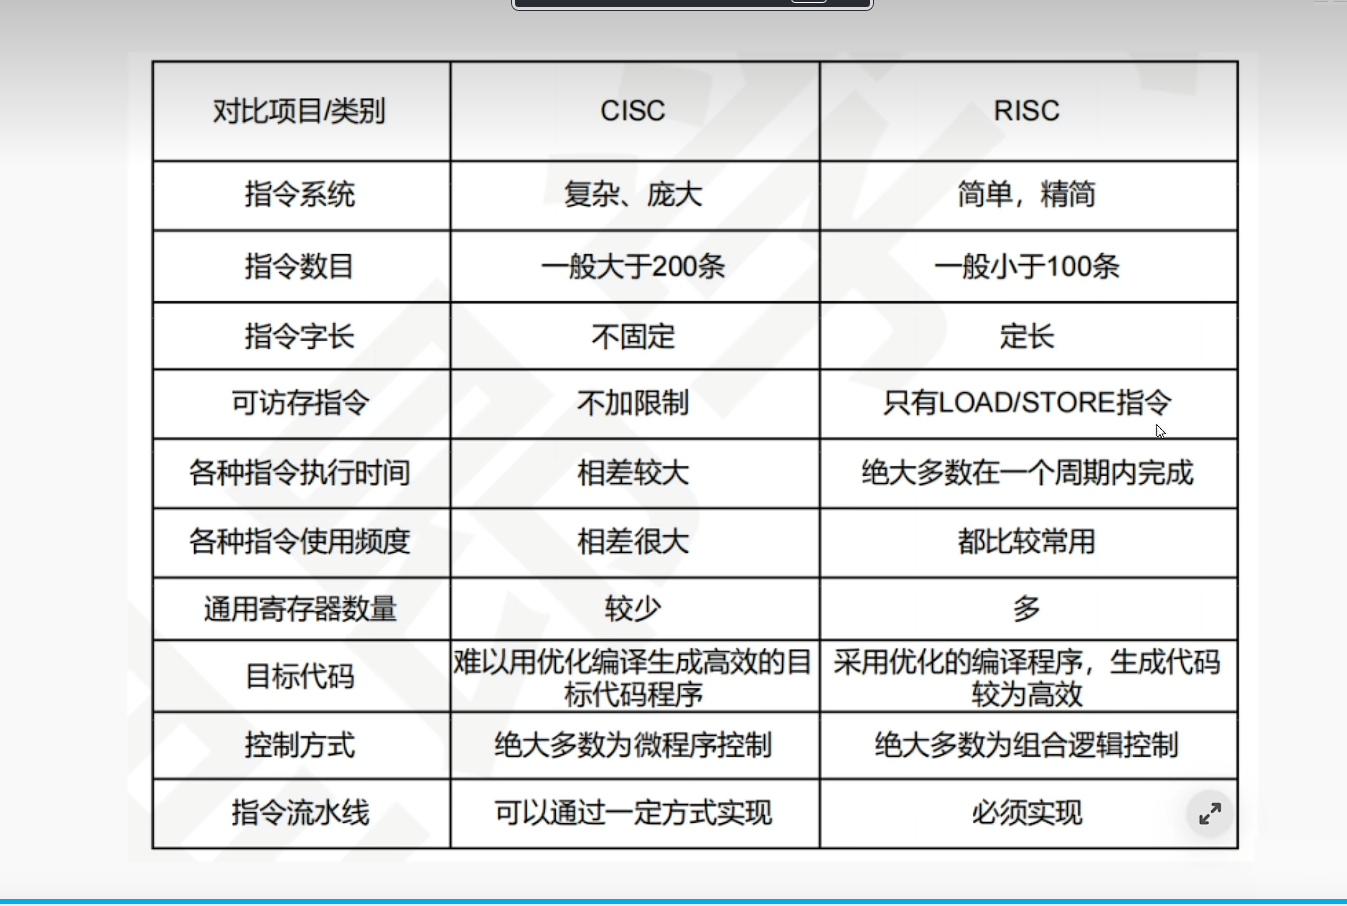 对比项目/类别 CISC RISC
指令系统 复杂、庞大 简单，精简
指令数目 一般大于200条 一般小于100条
指令字长 不固定 定长
可访存指令 不加限制 只有LOAD/STORE指令
各种指令执行时间 相差较大 绝大多数在一个周期内完成
各种指令使用频度 相差很大 都比较常用
通用寄存器数量 较少 多
目标代码 难以用优化编译生成高效的目标代码程序 采用优化的编译程序，生成代码较为高效
控制方式 绝大多数为微程序控制 绝大多数为组合逻辑控制
指令流水线 可以通过一定方式实现 必须实现